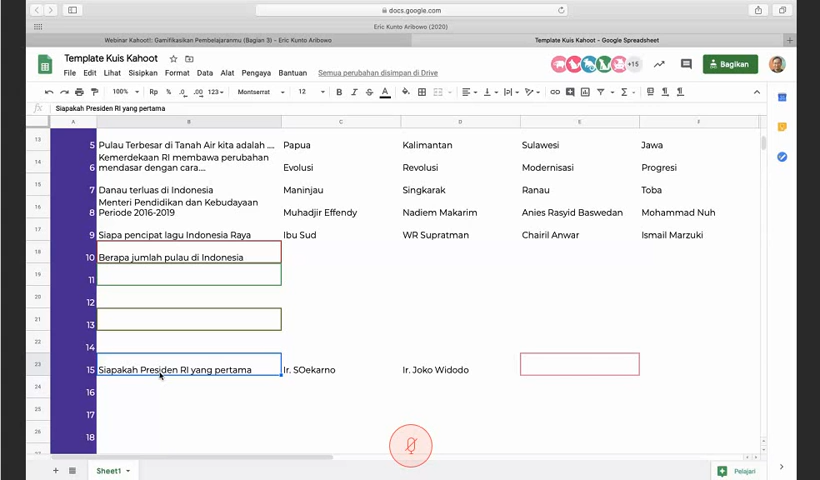 docs.google.com
Eric Kunto Aribowo (2020)
Webinar Kahoot!: Gamifikasikan Pembelajaranmu (Bagian 3) - Eric Kunto Aribowo
Template Kuis Kahoot - Google Spreadsheet
Template Kuis Kahoot
File Edit Lihat Sisipkan Format Data Alat Pengaya Bantuan Semua perubahan disimpan di Drive
+15
Bagikan
100% Rp % .0 .00 123 Montserrat 12 B I S A
fx Siapakah Presiden RI yang pertama
A B C D E F
13 5 Pulau Terbesar di Tanah Air kita adalah .... Papua Kalimantan Sulawesi Jawa
Kemerdekaan RI membawa perubahan
14 6 mendasar dengan cara.... Evolusi Revolusi Modernisasi Progresi
15 7 Danau terluas di Indonesia Maninjau Singkarak Ranau Toba
Menteri Pendidikan dan Kebudayaan
16 8 Periode 2016-2019 Muhadjir Effendy Nadiem Makarim Anies Rasyid Baswedan Mohammad Nuh
17 9 Siapa pencipat lagu Indonesia Raya Ibu Sud WR Supratman Chairil Anwar Ismail Marzuki
18 10 Berapa jumlah pulau di Indonesia
19 11
20 12
21 13
22 14
23 15 Siapakah Presiden RI yang pertama Ir. SOekarno Ir. Joko Widodo
24 16
25 17
26 18
Sheet1
Pelajari